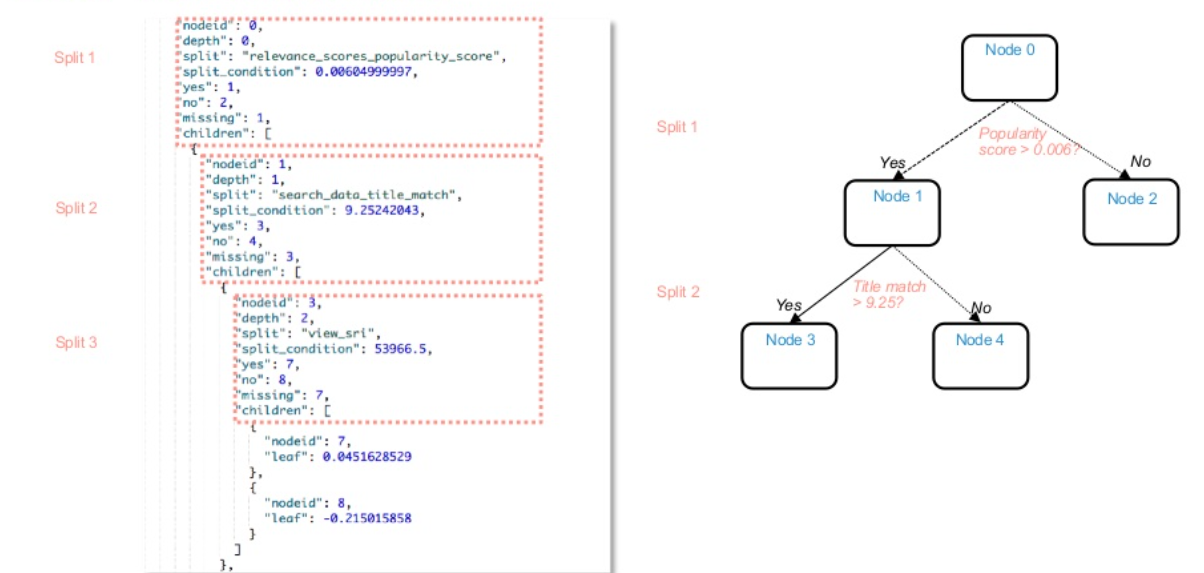 Split 1
"nodeid": 0,
"depth": 0,
"split": "relevance_scores_popularity_score",
"split_condition": 0.00604999997,
"yes": 1,
"no": 2,
"missing": 1,
"children": [
{
Split 2
"nodeid": 1,
"depth": 1,
"split": "search_data_title_match",
"split_condition": 9.25242043,
"yes": 3,
"no": 4,
"missing": 3,
"children": [
{
Split 3
"nodeid": 3,
"depth": 2,
"split": "view_sri",
"split_condition": 53966.5,
"yes": 7,
"no": 8,
"missing": 7,
"children": [
{
"nodeid": 7,
"leaf": 0.0451628529
},
{
"nodeid": 8,
"leaf": -0.215015858
}
]
},
Node 0
Split 1
Popularity
score > 0.006?
Yes
No
Node 1
Node 2
Split 2
Title match
> 9.25?
Yes
No
Node 3
Node 4